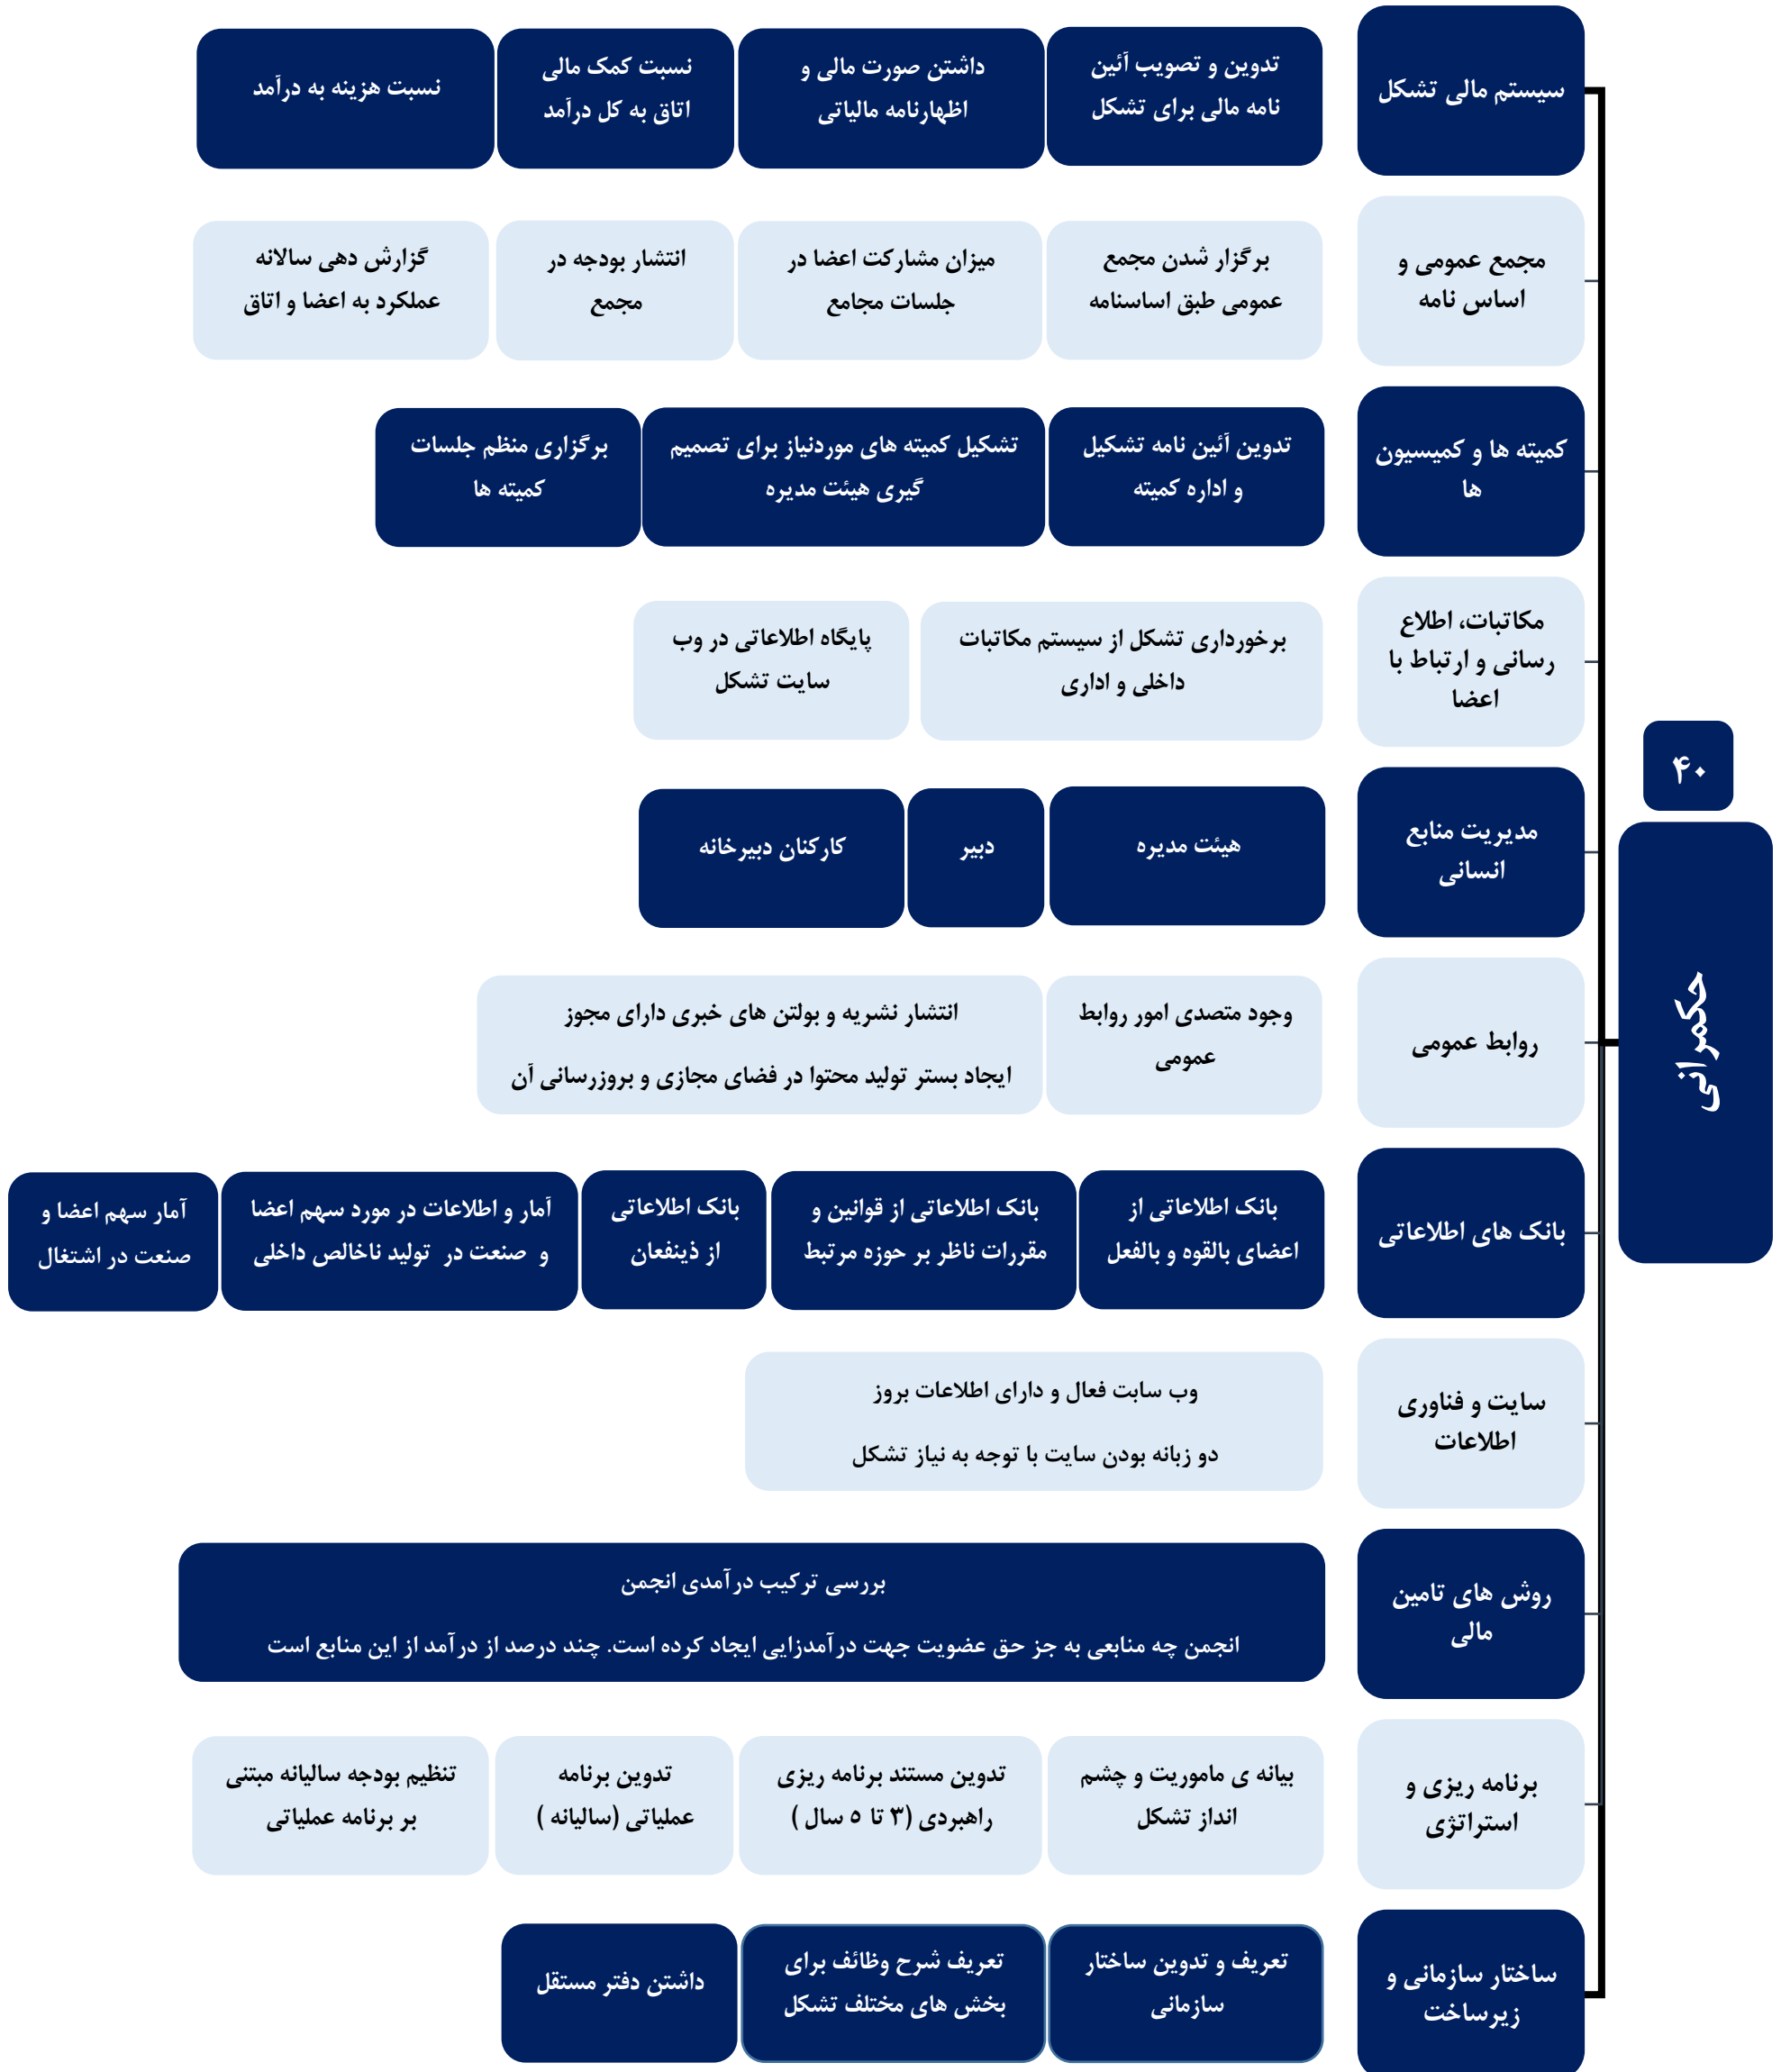 ۴۰
حکمرانی
سیستم مالی تشکل
تدوین و تصویب آئین
نامه مالی برای تشکل
داشتن صورت مالی و
اظهارنامه مالیاتی
نسبت کمک مالی
اتاق به کل درآمد
نسبت هزینه به درآمد
مجمع عمومی و
اساس نامه
برگزار شدن مجمع
عمومی طبق اساسنامه
میزان مشارکت اعضا در
جلسات مجامع
انتشار بودجه در
مجمع
گزارش دهی سالانه
عملکرد به اعضا و اتاق
کمیته ها و کمیسیون
ها
تدوین آئین نامه تشکیل
و اداره کمیته
تشکیل کمیته های موردنیاز برای تصمیم
گیری هیئت مدیره
برگزاری منظم جلسات
کمیته ها
مکاتبات، اطلاع
رسانی و ارتباط با
اعضا
برخورداری تشکل از سیستم مکاتبات
داخلی و اداری
پایگاه اطلاعاتی در وب
سایت تشکل
مدیریت منابع
انسانی
هیئت مدیره
دبیر
کارکنان دبیرخانه
روابط عمومی
وجود متصدی امور روابط
عمومی
انتشار نشریه و بولتن های خبری دارای مجوز
ایجاد بستر تولید محتوا در فضای مجازی و بروزرسانی آن
بانک های اطلاعاتی
بانک اطلاعاتی از
اعضای بالقوه و بالفعل
بانک اطلاعاتی از قوانین و
مقررات ناظر بر حوزه مرتبط
بانک اطلاعاتی
از ذینفعان
آمار و اطلاعات در مورد سهم اعضا
و صنعت در تولید ناخالص داخلی
آمار سهم اعضا و
صنعت در اشتغال
سایت و فناوری
اطلاعات
وب سابت فعال و دارای اطلاعات بروز
دو زبانه بودن سایت با توجه به نیاز تشکل
روش های تامین
مالی
بررسی ترکیب درآمدی انجمن
انجمن چه منابعی به جز حق عضویت جهت درآمدزایی ایجاد کرده است. چند درصد از درآمد از این منابع است
برنامه ریزی و
استراتژی
بیانه ی ماموریت و چشم
انداز تشکل
تدوین مستند برنامه ریزی
راهبردی (۳ تا ۵ سال )
تدوین برنامه
عملیاتی (سالیانه )
تنظیم بودجه سالیانه مبتنی
بر برنامه عملیاتی
ساختار سازمانی و
زیرساخت
تعریف و تدوین ساختار
سازمانی
تعریف شرح وظائف برای
بخش های مختلف تشکل
داشتن دفتر مستقل